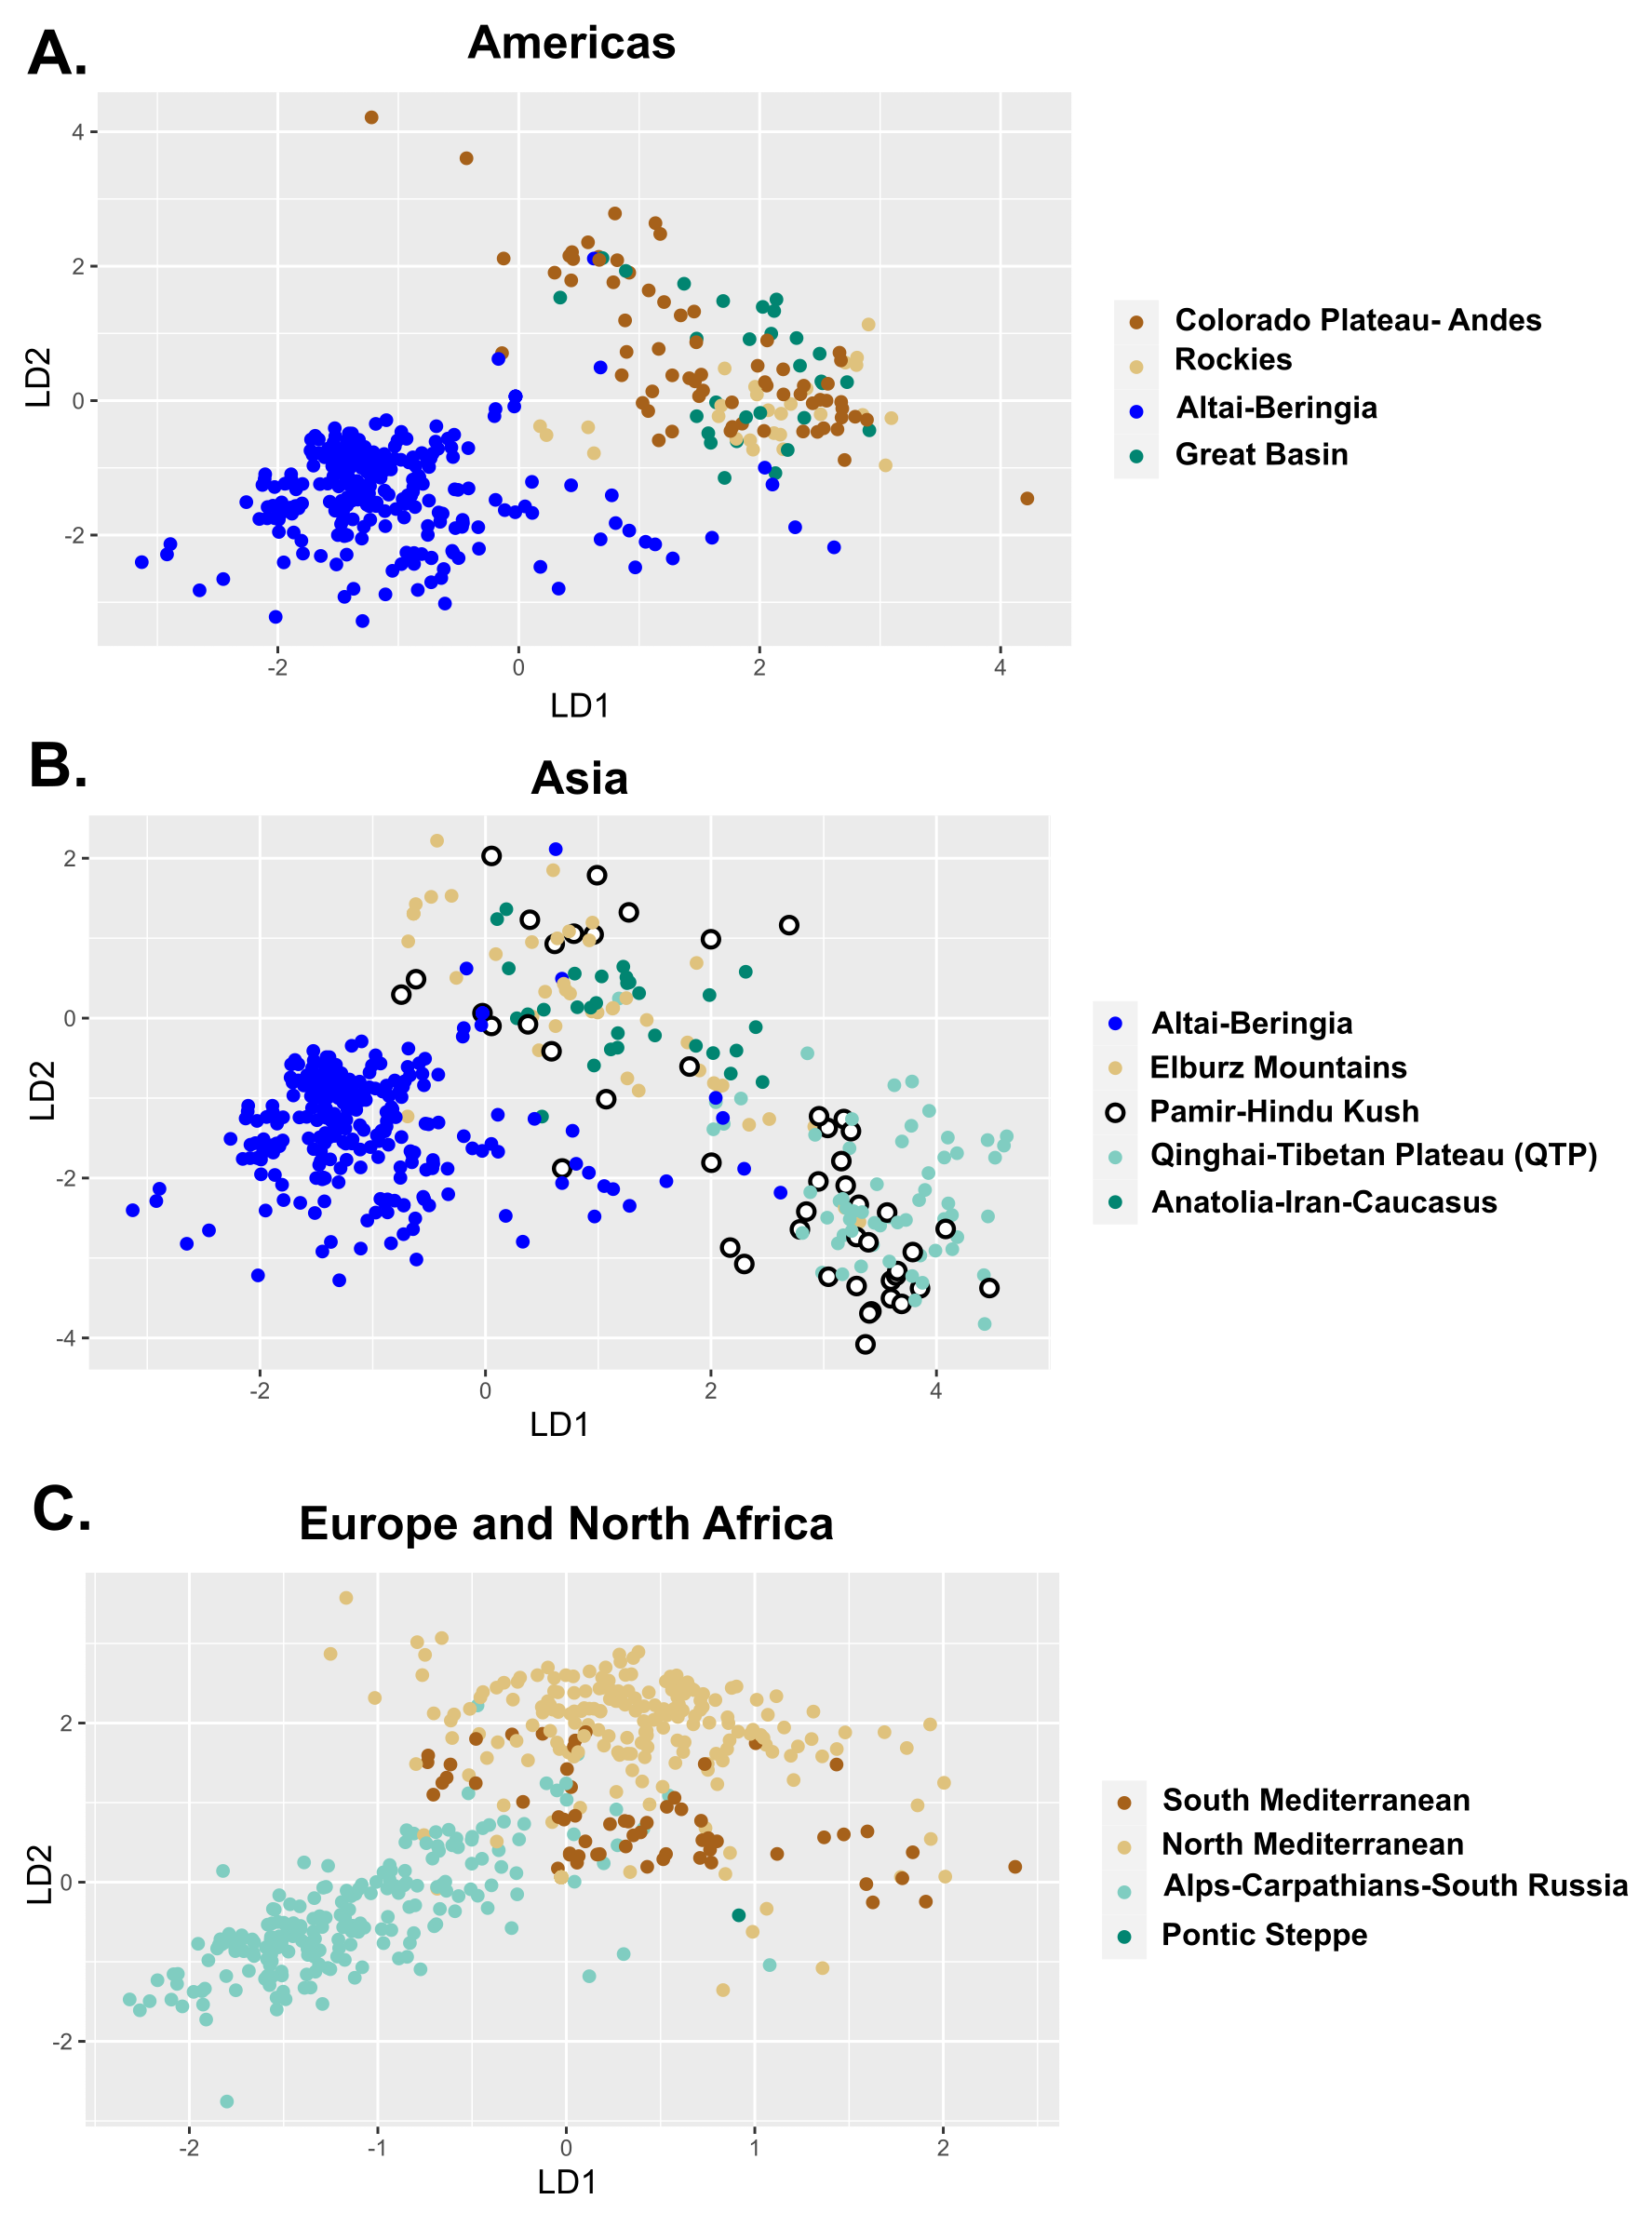 A.
Americas
4
2
0
-2
LD2
-2
0
2
4
LD1
Colorado Plateau- Andes
Rockies
Altai-Beringia
Great Basin
B.
Asia
2
0
-2
-4
LD2
-2
0
2
4
LD1
Altai-Beringia
Elburz Mountains
Pamir-Hindu Kush
Qinghai-Tibetan Plateau (QTP)
Anatolia-Iran-Caucasus
C.
Europe and North Africa
2
0
-2
LD2
-2
-1
0
1
2
LD1
South Mediterranean
North Mediterranean
Alps-Carpathians-South Russia
Pontic Steppe